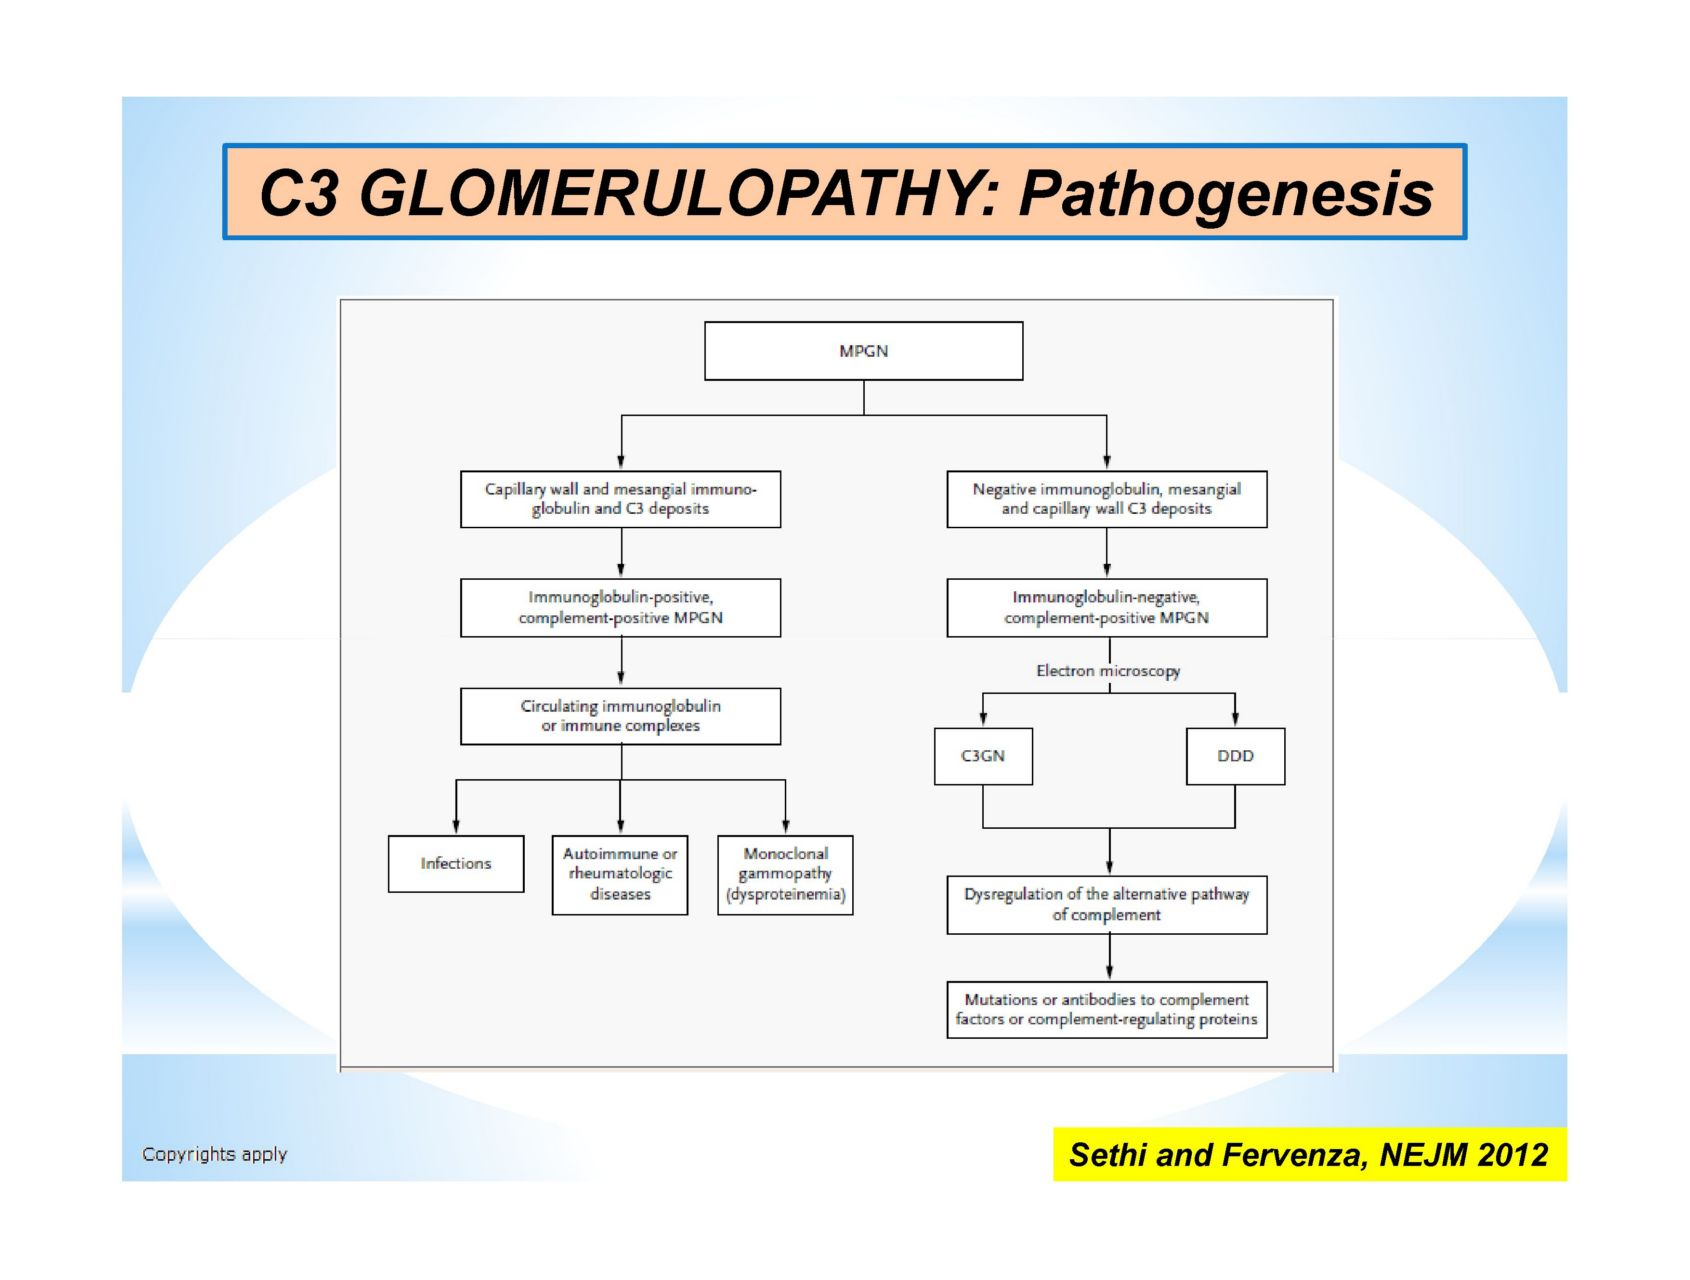 C3 GLOMERULOPATHY: Pathogenesis
MPGN
Capillary wall and mesangial immuno-
globulin and C3 deposits
Negative immunoglobulin, mesangial
and capillary wall C3 deposits
Immunoglobulin-positive,
complement-positive MPGN
Immunoglobulin-negative,
complement-positive MPGN
Electron microscopy
Circulating immunoglobulin
or immune complexes
C3GN
DDD
Infections
Autoimmune or
rheumatologic
diseases
Monoclonal
gammopathy
(dysproteinemia)
Dysregulation of the alternative pathway
of complement
Mutations or antibodies to complement
factors or complement-regulating proteins
Copyrights apply
Sethi and Fervenza, NEJM 2012